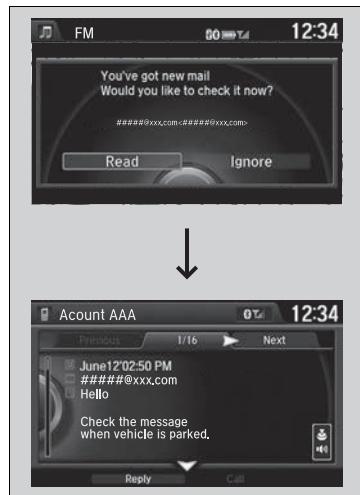 FM 12:34
You've got new mail
Would you like to check it now?
#####@xxx.com<#####@xxx.com>
Read Ignore
Acount AAA 12:34
Previous 1/16 Next
June12'02:50 PM
#####@xxx.com
Hello
Check the message
when vehicle is parked.
Reply Call